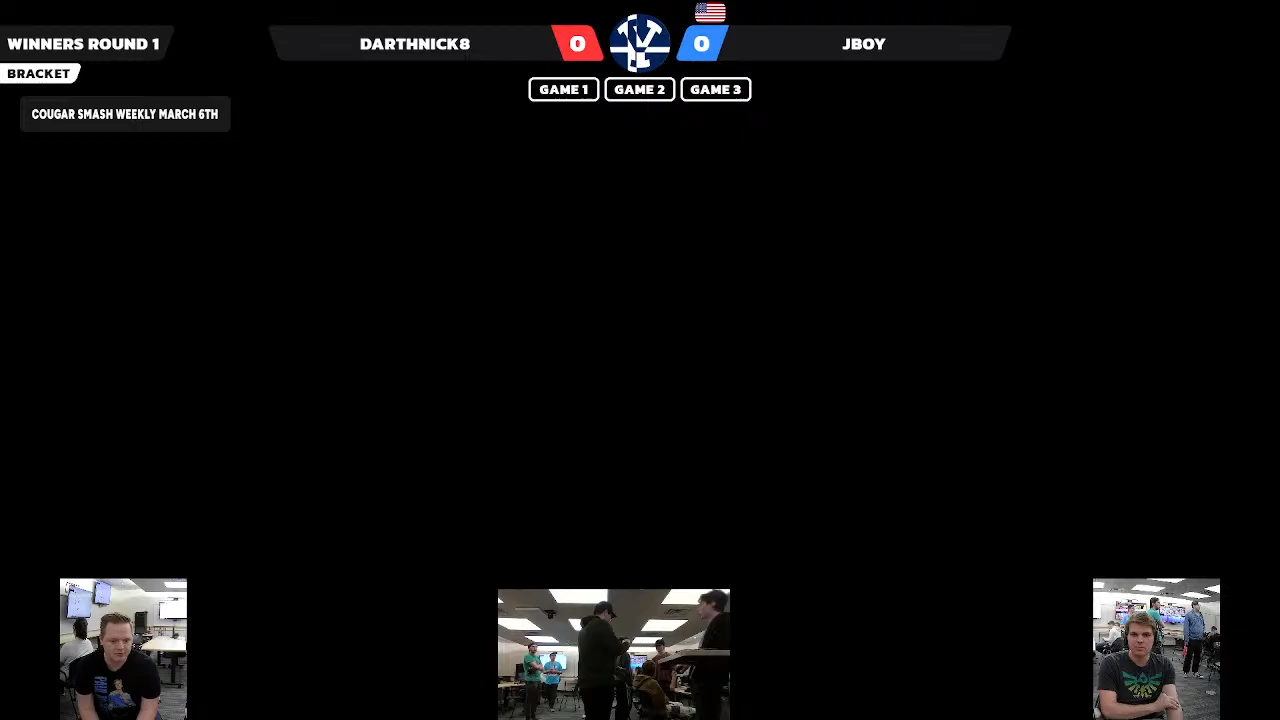 WINNERS ROUND 1
DARTHNICK8
0
0
JBOY
BRACKET
GAME 1
GAME 2
GAME 3
COUGAR SMASH WEEKLY MARCH 6TH